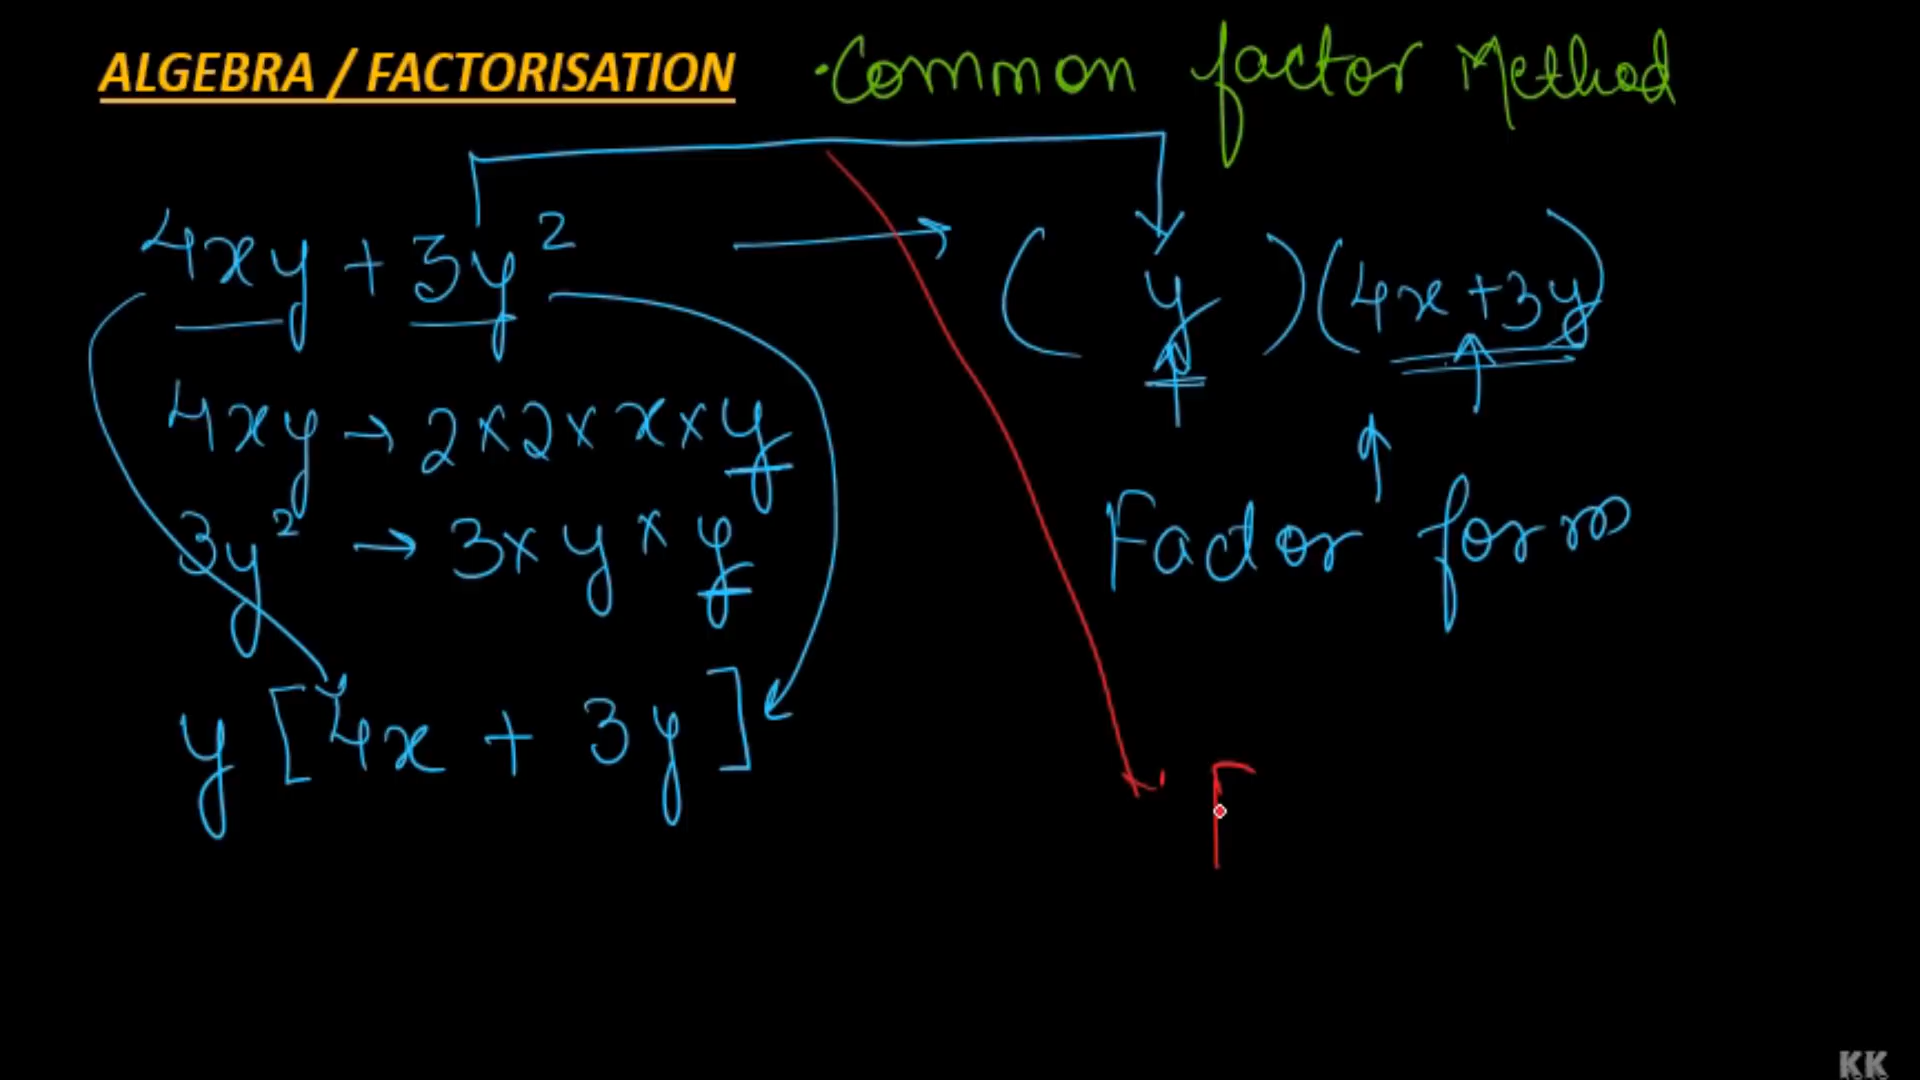 ALGEBRA / FACTORISATION
• Common factor Method
4xy + 3y²
( y ) (4x + 3y)
4xy → 2 × 2 × x × y
3y² → 3 × y × y
Factor form
y [4x + 3y]
KK